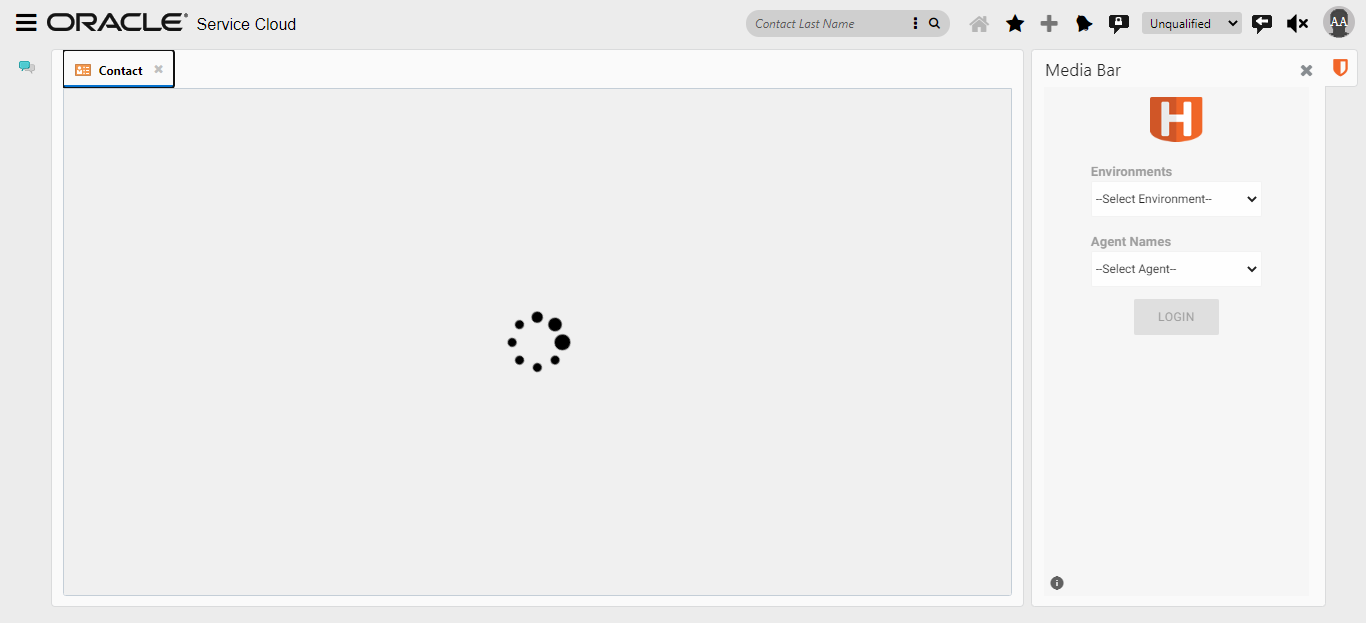 ORACLE Service Cloud
Contact Last Name
Unqualified
AA
Contact
Media Bar
H
Environments
--Select Environment--
Agent Names
--Select Agent--
LOGIN